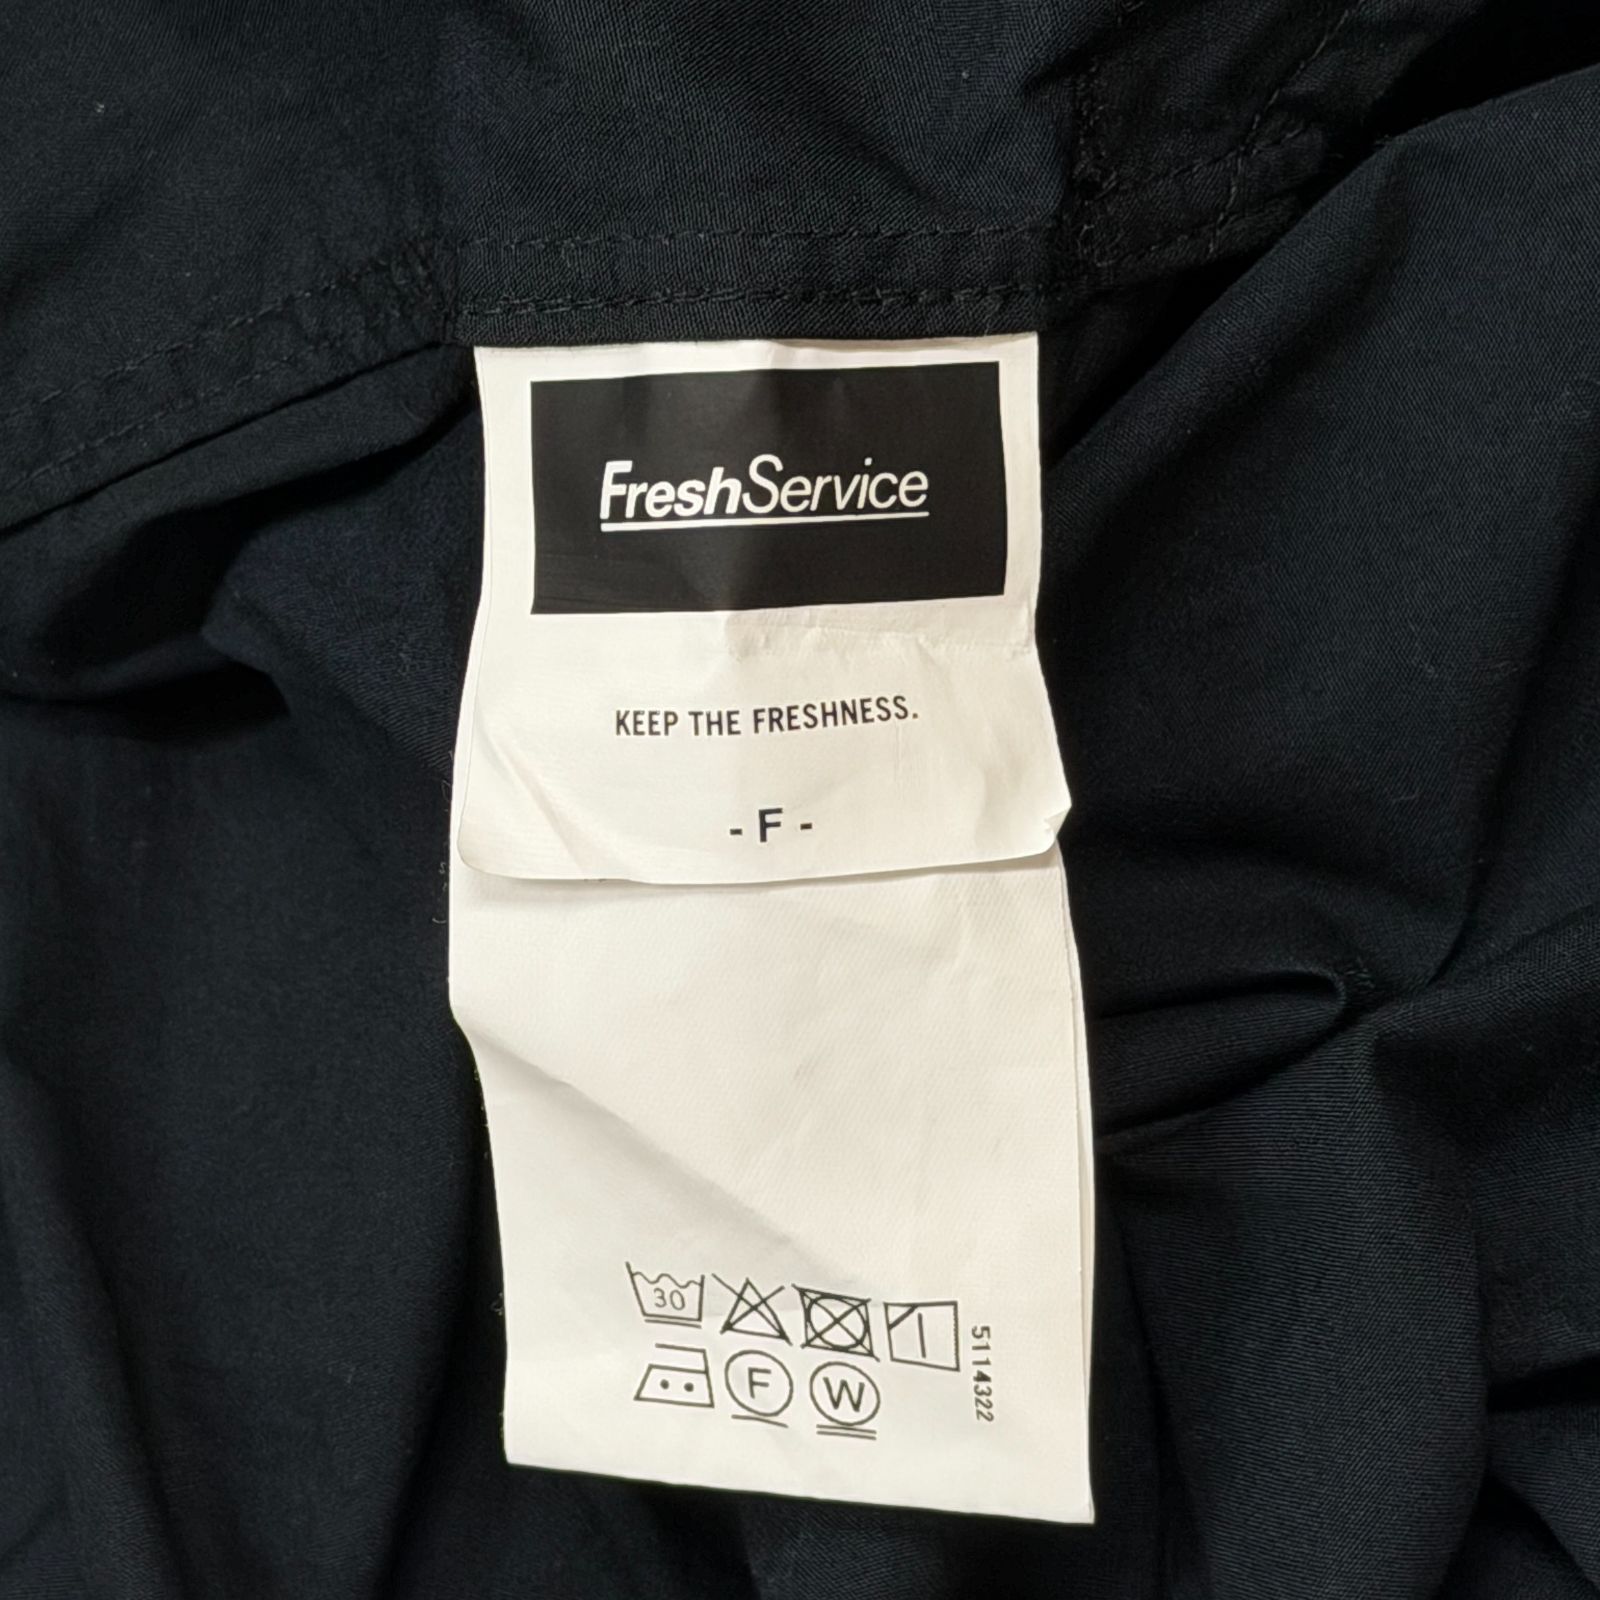 FreshService
KEEP THE FRESHNESS.
- F -
30
F W
5114322